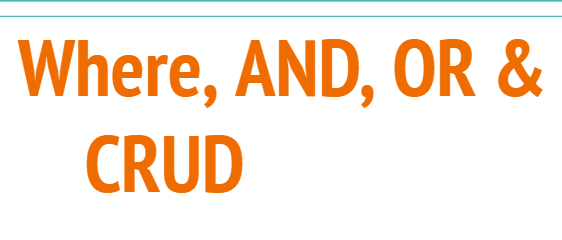 Where, AND, OR &
CRUD